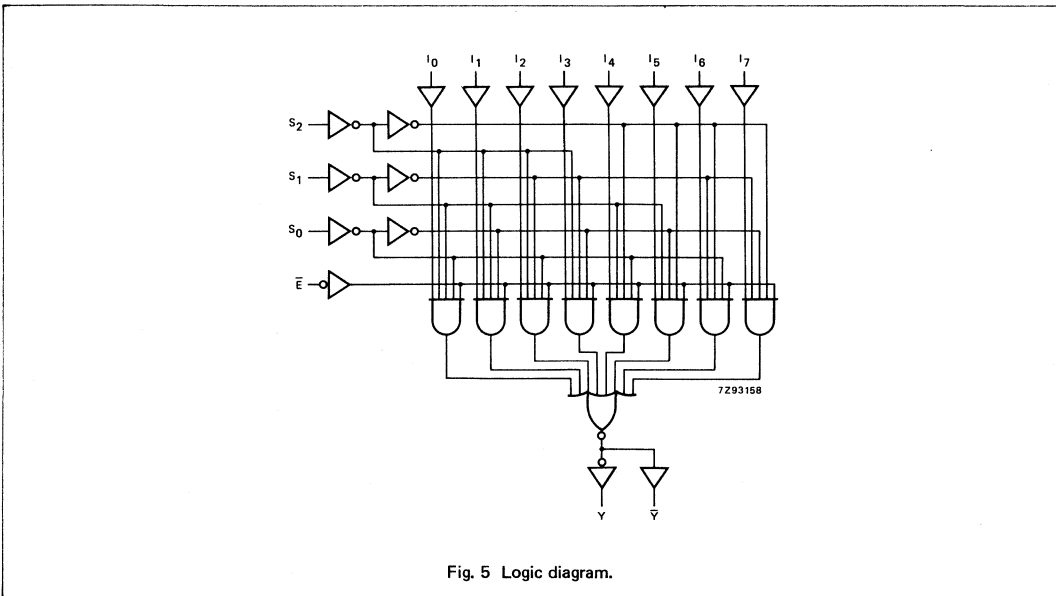 I0 I1 I2 I3 I4 I5 I6 I7
S2
S1
S0
E̅
7Z93158
Y Y̅
Fig. 5 Logic diagram.